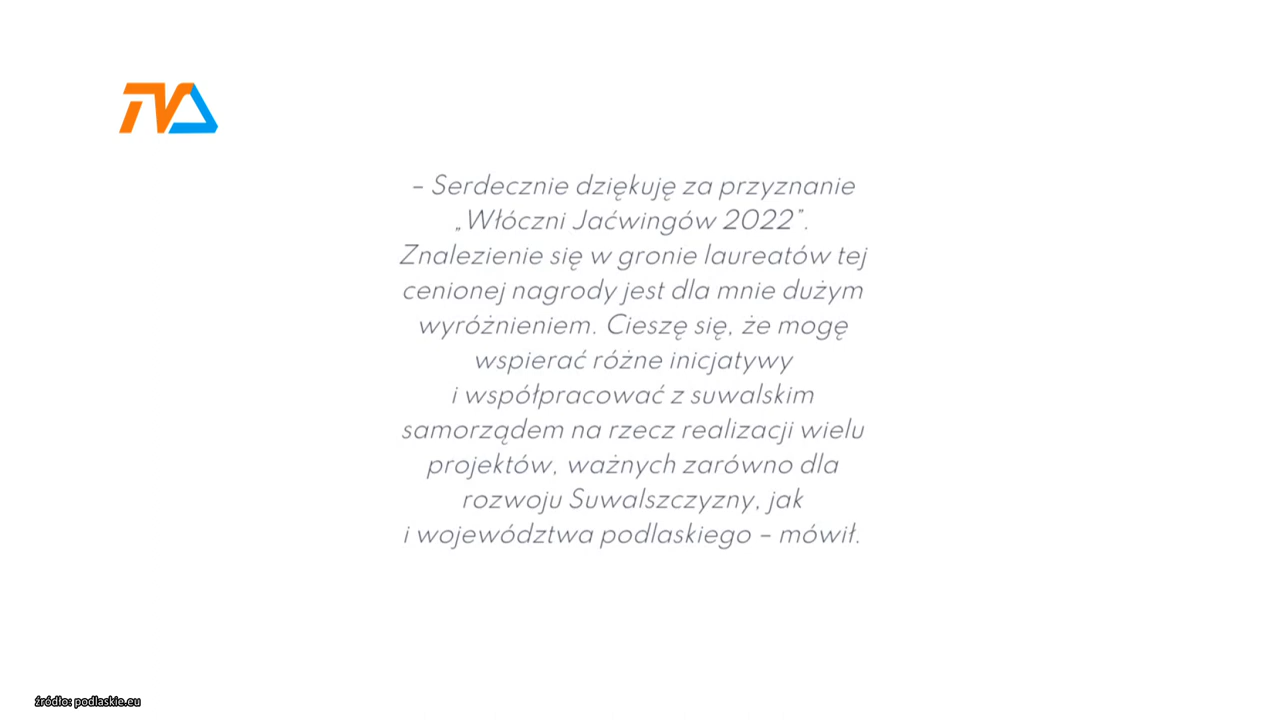 TVA
– Serdecznie dziękuję za przyznanie
„Włóczni Jaćwingów 2022”.
Znalezienie się w gronie laureatów tej
cenionej nagrody jest dla mnie dużym
wyróżnieniem. Cieszę się, że mogę
wspierać różne inicjatywy
i współpracować z suwalskim
samorządem na rzecz realizacji wielu
projektów, ważnych zarówno dla
rozwoju Suwalszczyzny, jak
i województwa podlaskiego – mówił.
źródło: podlaskie.eu